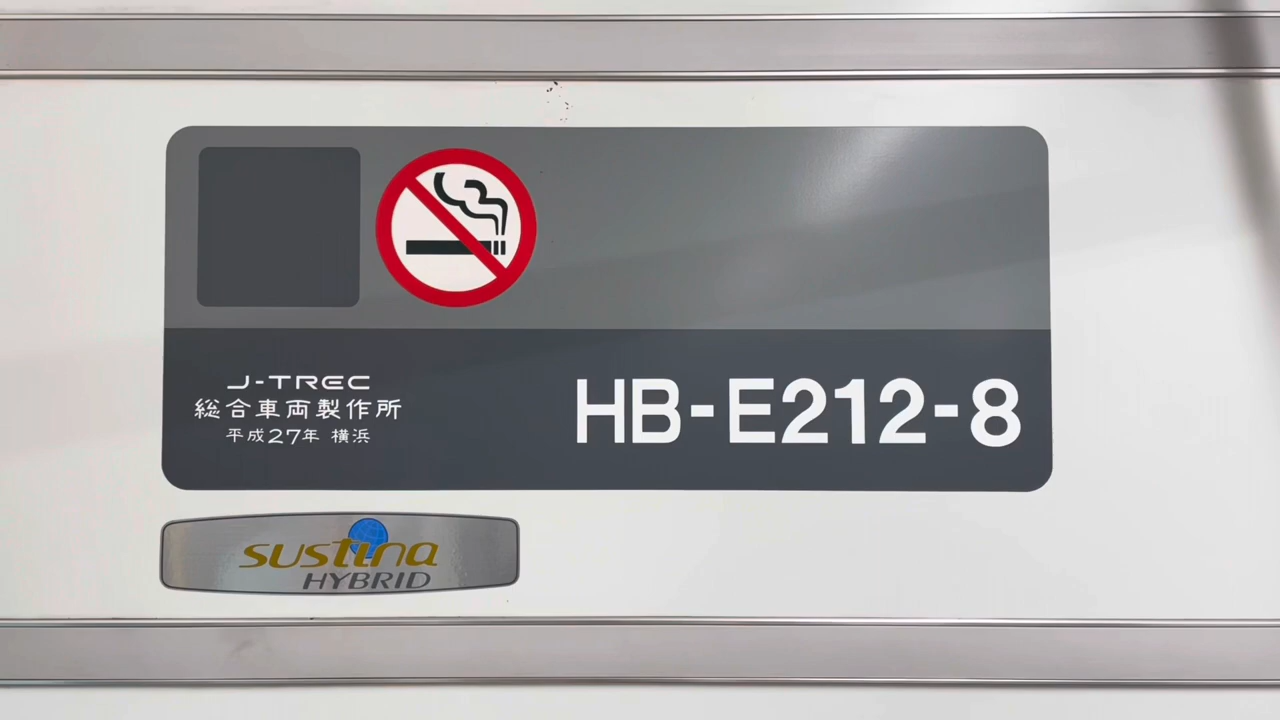 J-TREC
総合車両製作所
平成27年 横浜
HB-E212-8
sustina
HYBRID